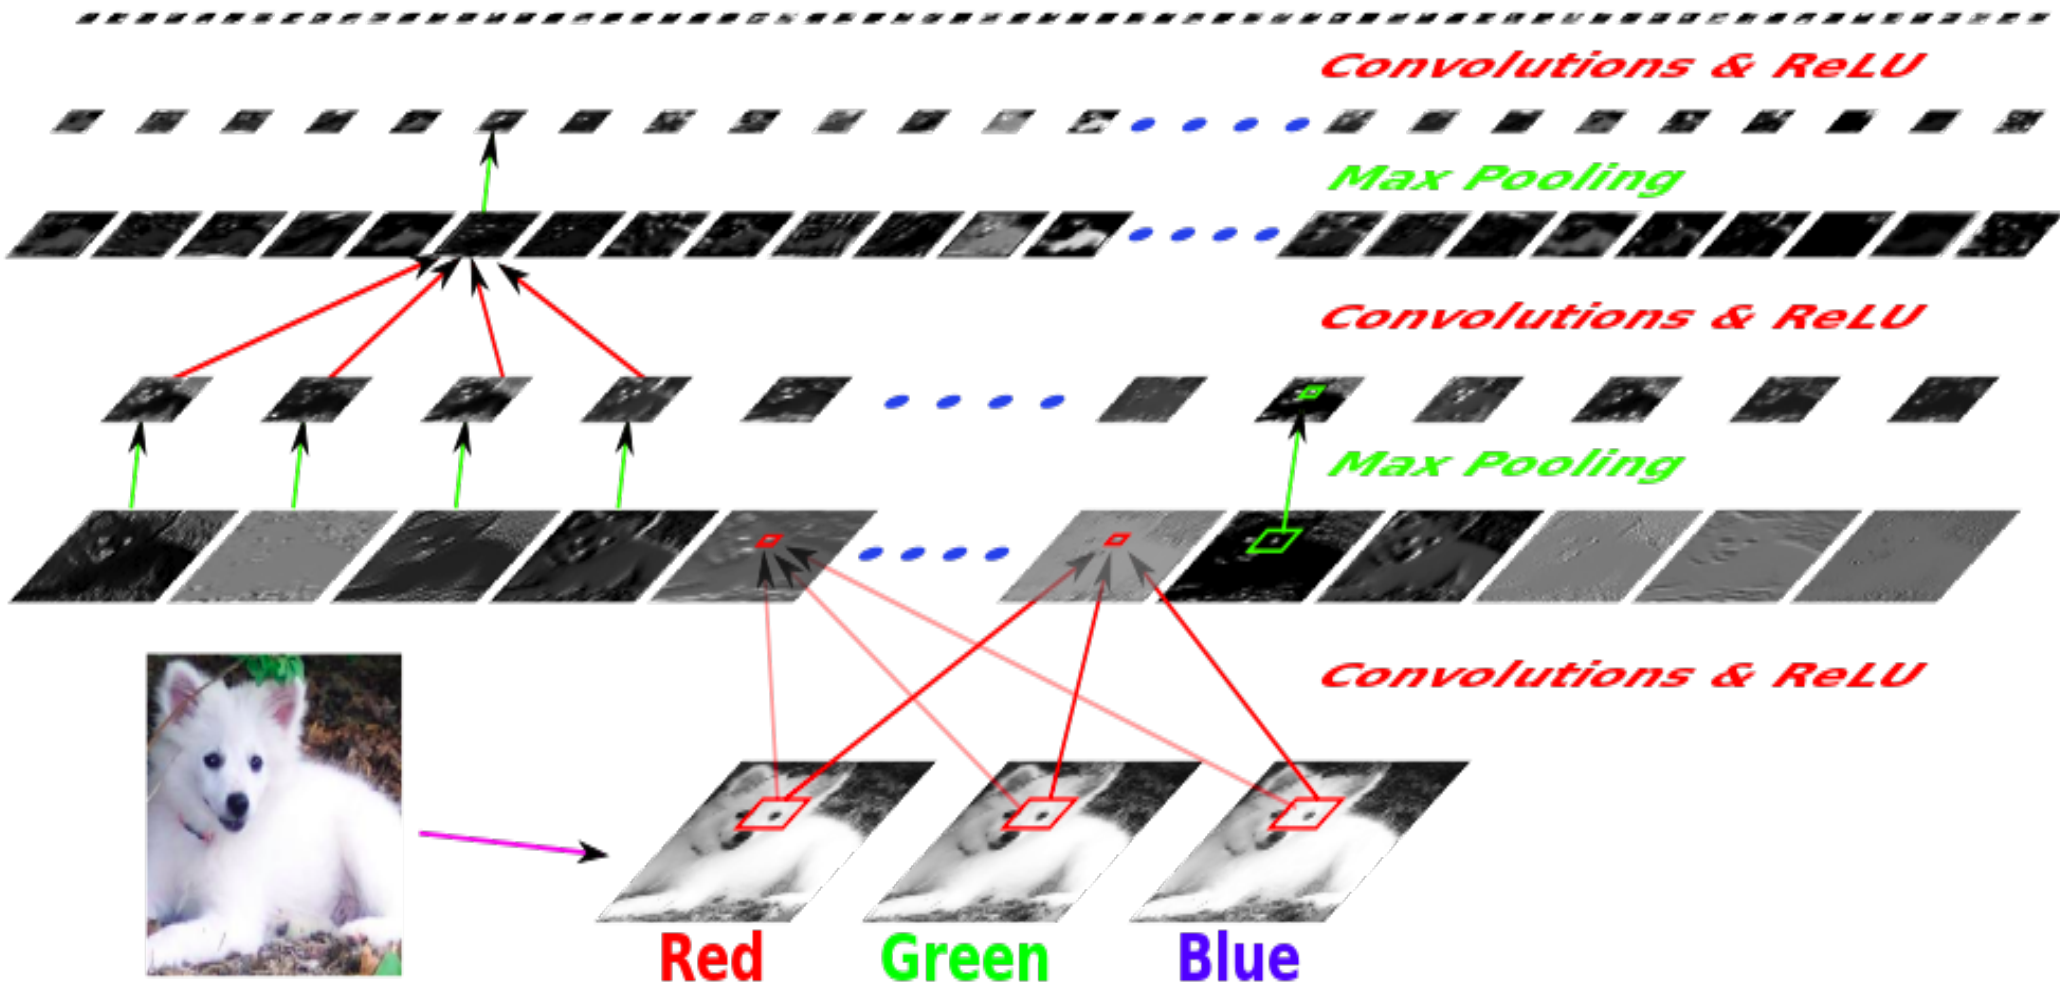 Convolutions & ReLU
Max Pooling
Convolutions & ReLU
Max Pooling
Convolutions & ReLU
Red Green Blue